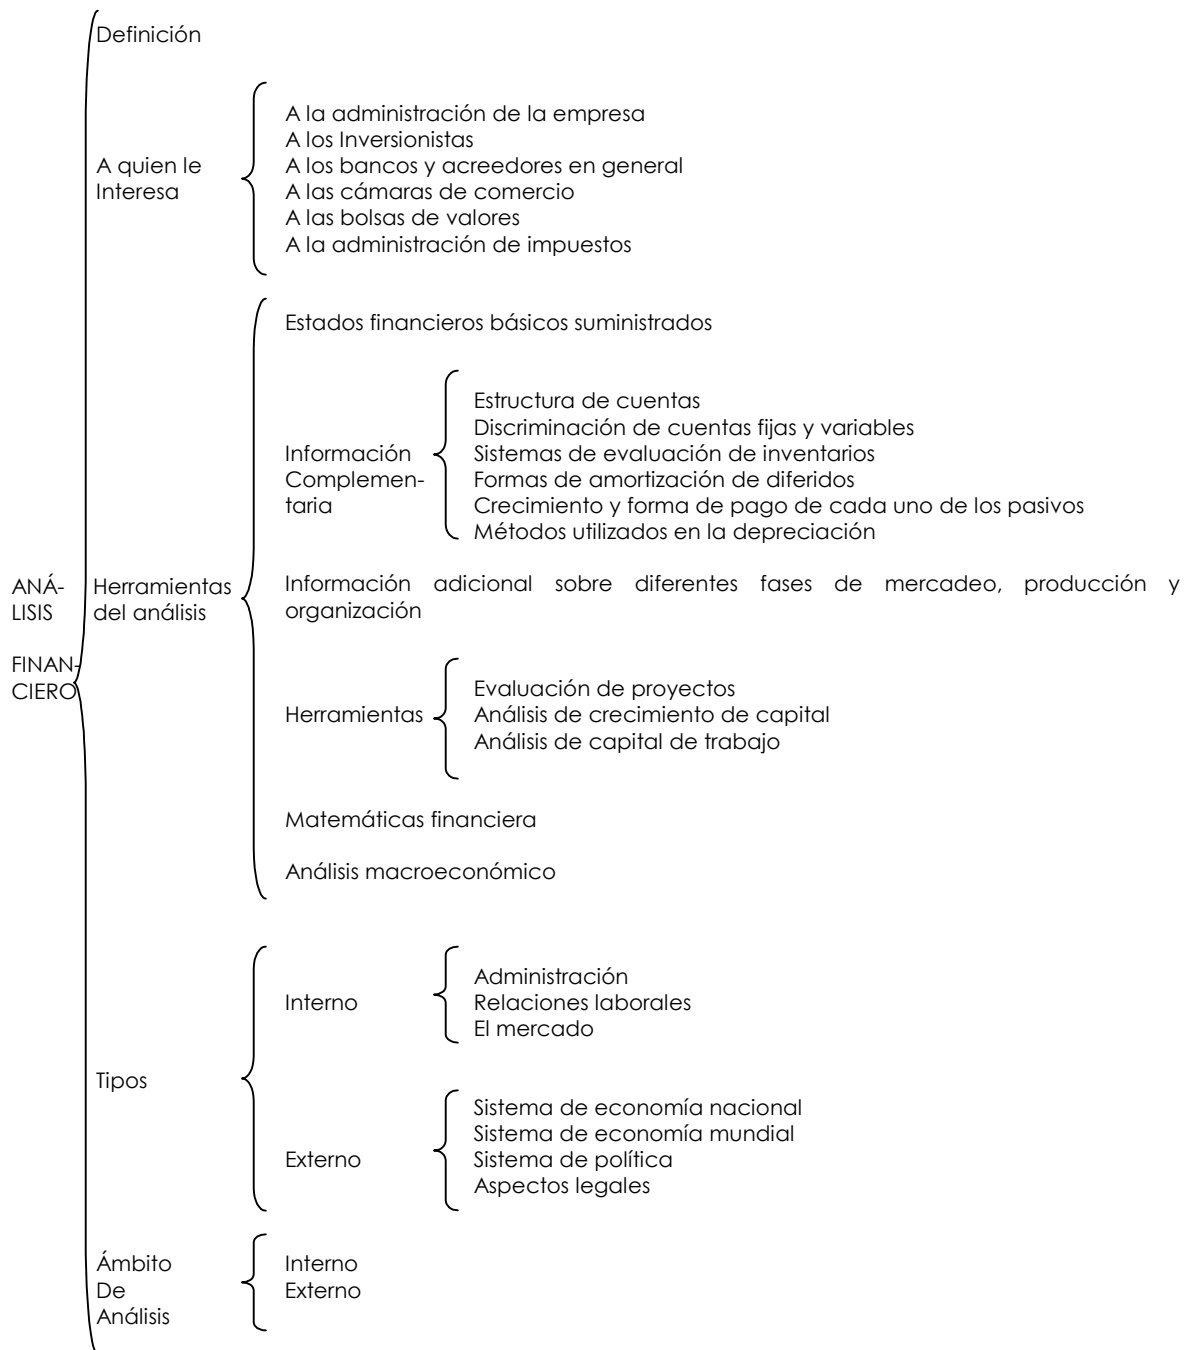 Definición
A quien le
Interesa
A la administración de la empresa
A los Inversionistas
A los bancos y acreedores en general
A las cámaras de comercio
A las bolsas de valores
A la administración de impuestos
ANÁ-
LISIS
FINAN-
CIERO
Herramientas
del análisis
Estados financieros básicos suministrados
Información
Complemen-
taria
Estructura de cuentas
Discriminación de cuentas fijas y variables
Sistemas de evaluación de inventarios
Formas de amortización de diferidos
Crecimiento y forma de pago de cada uno de los pasivos
Métodos utilizados en la depreciación
Información adicional sobre diferentes fases de mercadeo, producción y
organización
Herramientas
Evaluación de proyectos
Análisis de crecimiento de capital
Análisis de capital de trabajo
Matemáticas financiera
Análisis macroeconómico
Tipos
Interno
Administración
Relaciones laborales
El mercado
Externo
Sistema de economía nacional
Sistema de economía mundial
Sistema de política
Aspectos legales
Ámbito
De
Análisis
Interno
Externo